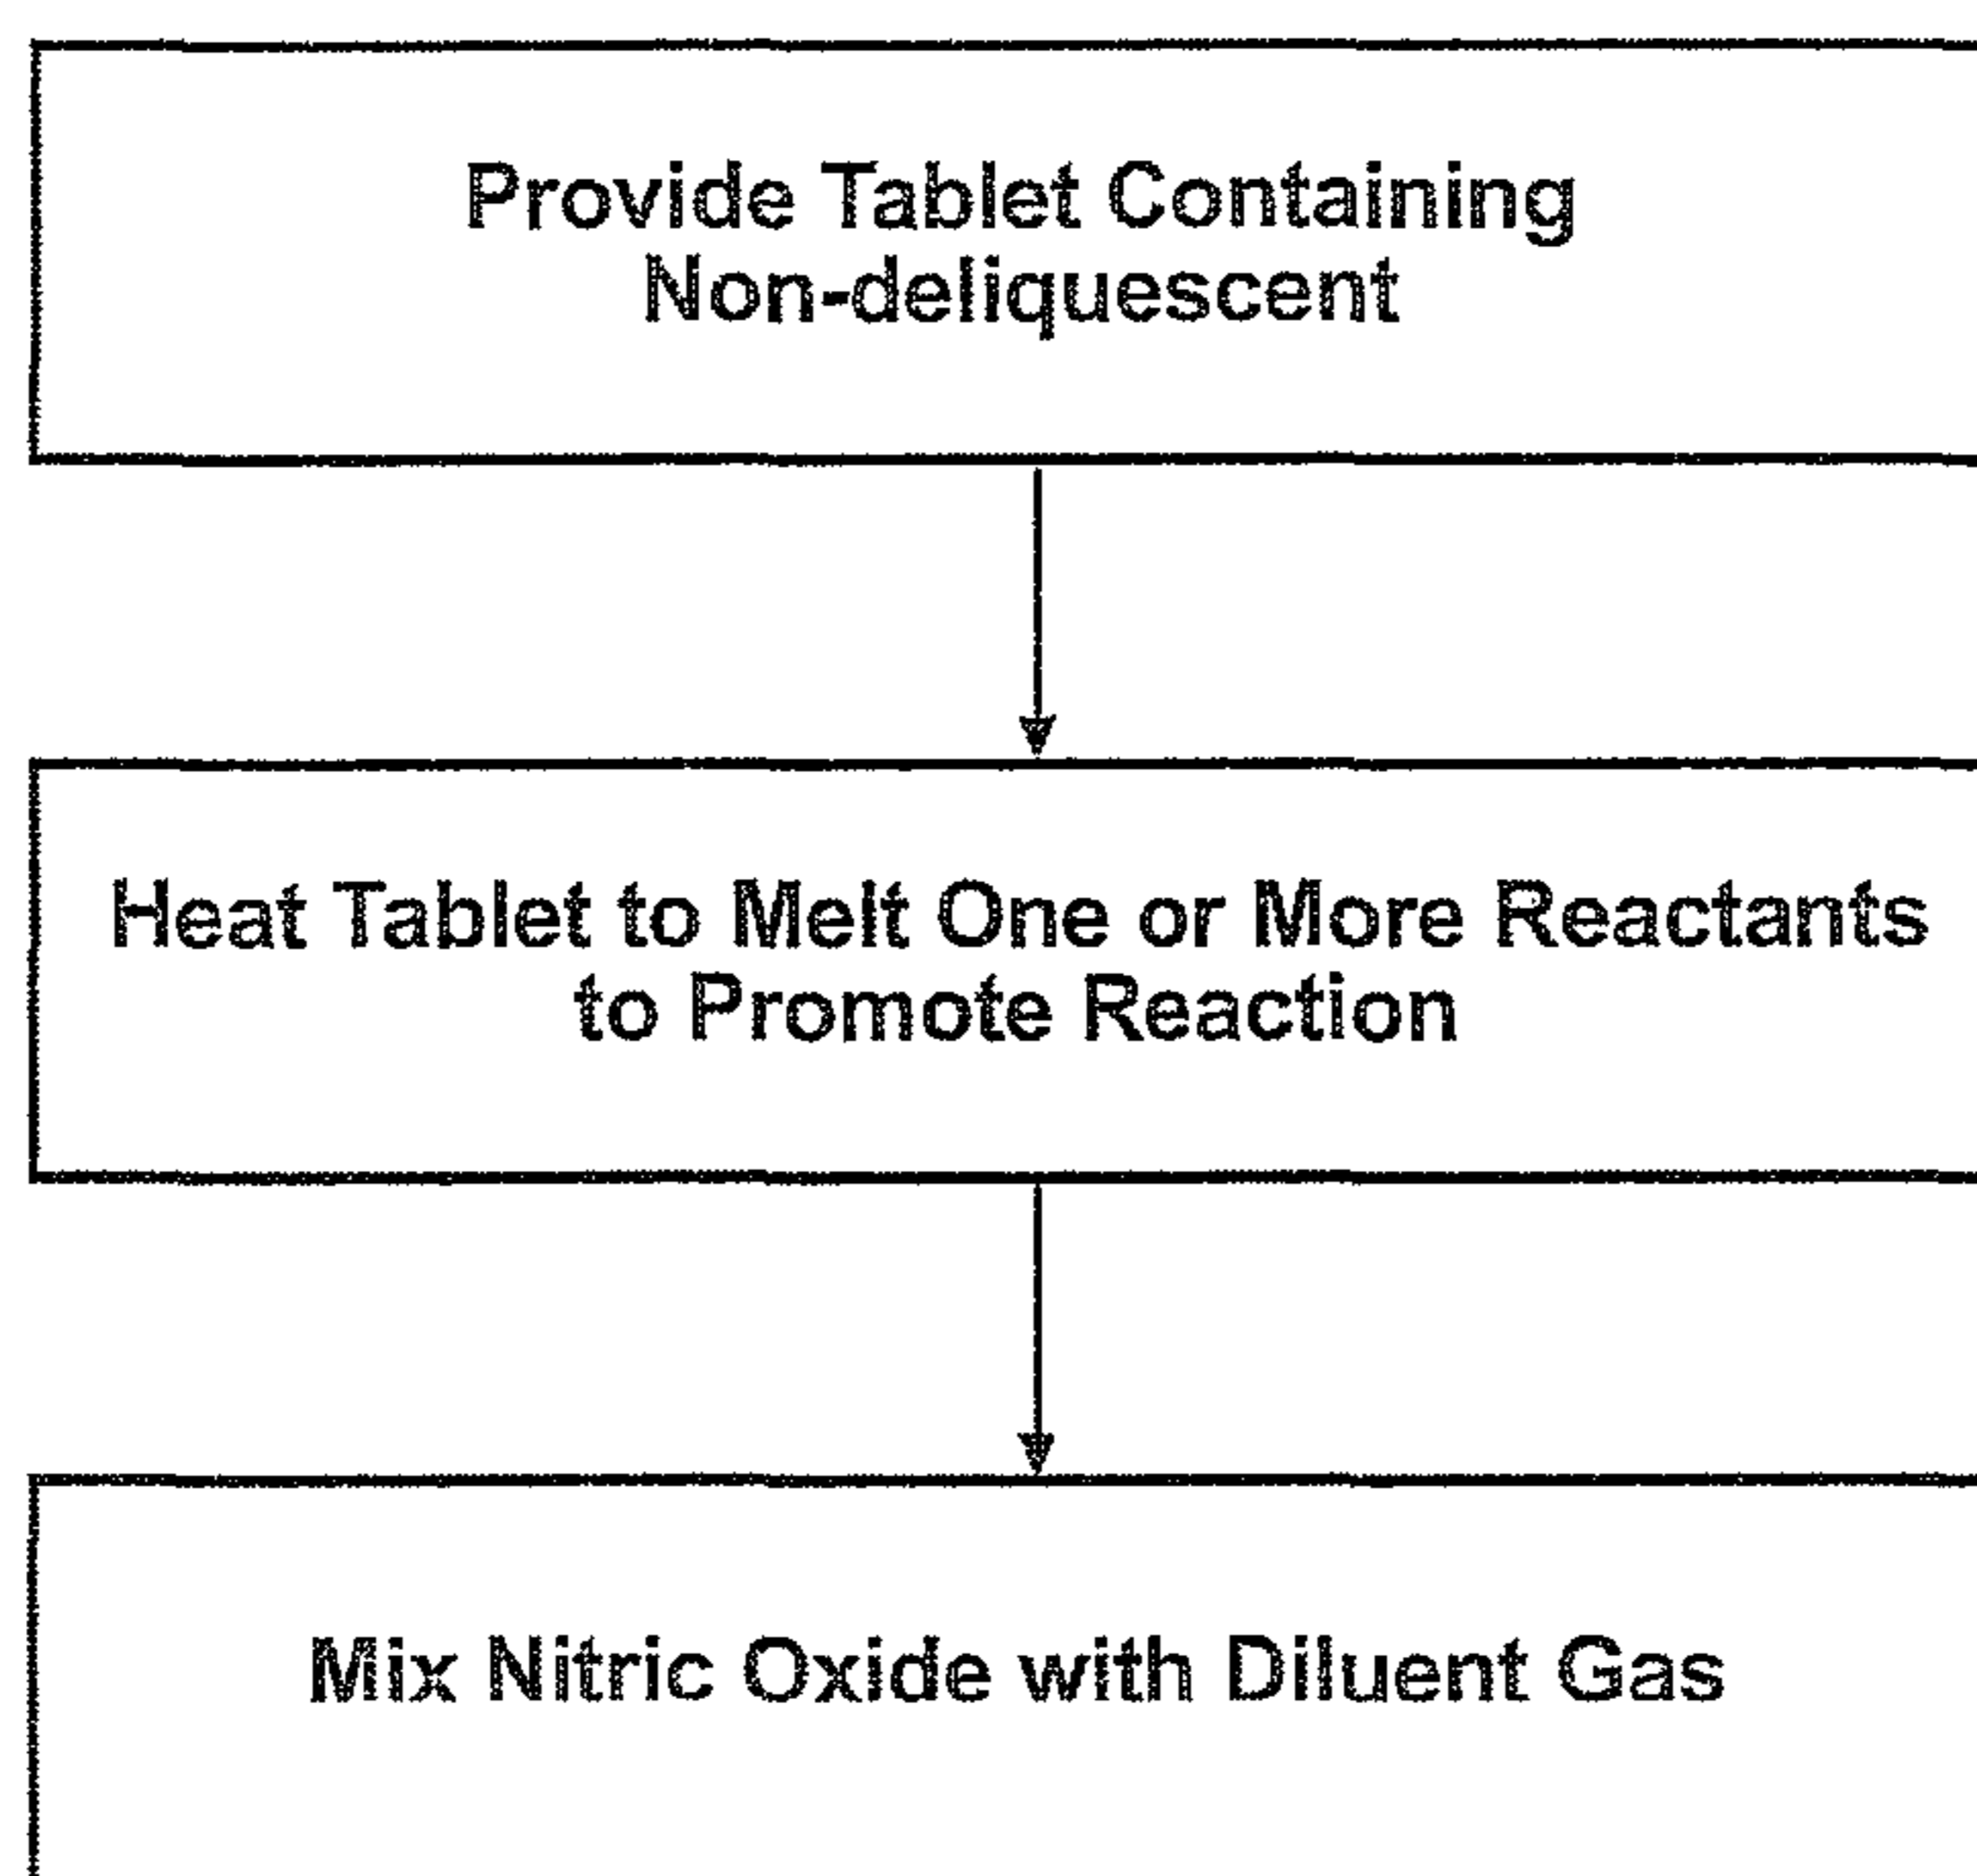 Provide Tablet Containing
Non-deliquescent
Heat Tablet to Melt One or More Reactants
to Promote Reaction
Mix Nitric Oxide with Diluent Gas